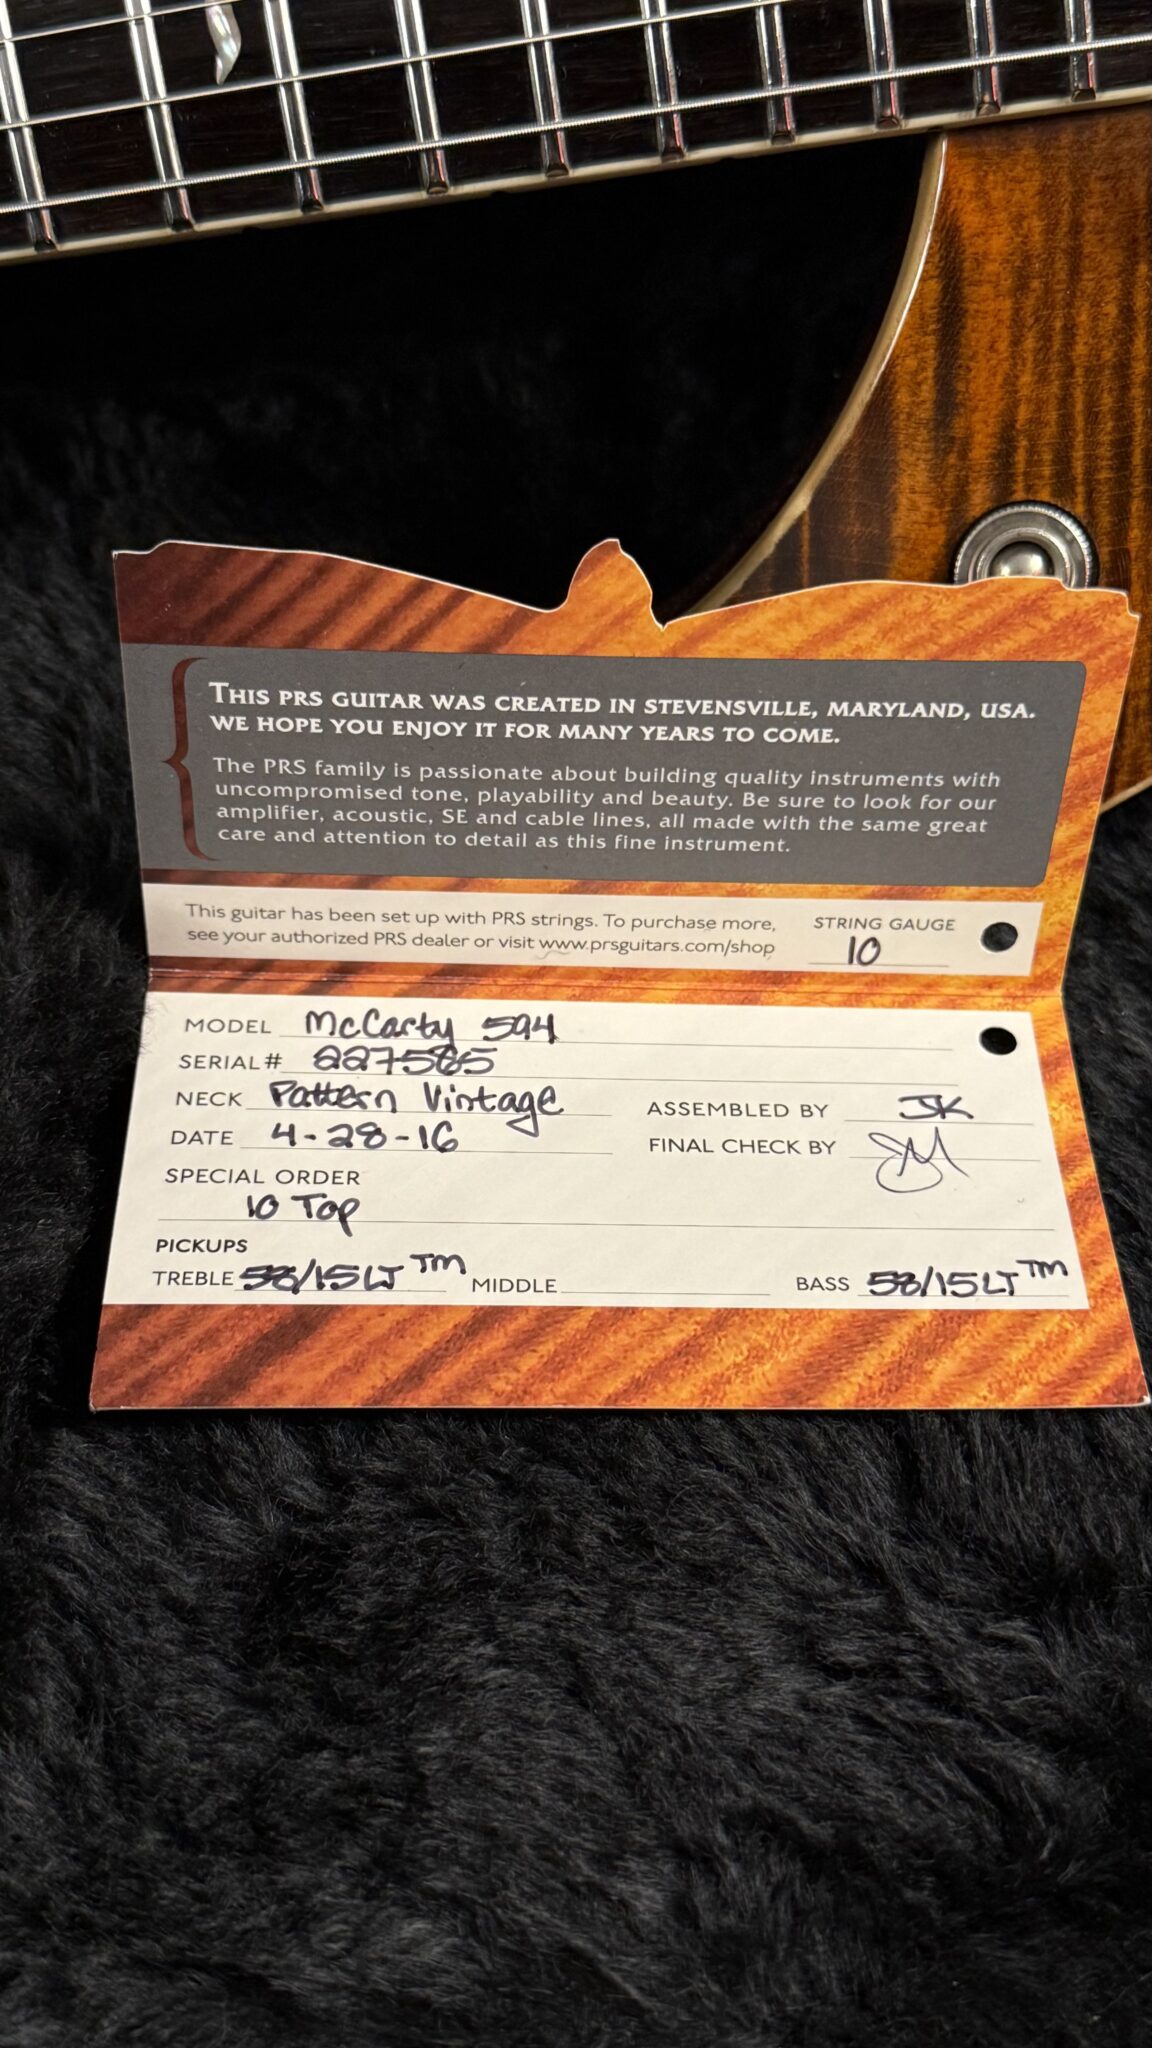 THIS PRS GUITAR WAS CREATED IN STEVENSVILLE, MARYLAND, USA.
WE HOPE YOU ENJOY IT FOR MANY YEARS TO COME.
The PRS family is passionate about building quality instruments with
uncompromised tone, playability and beauty. Be sure to look for our
amplifier, acoustic, SE and cable lines, all made with the same great
care and attention to detail as this fine instrument.
This guitar has been set up with PRS strings. To purchase more,
see your authorized PRS dealer or visit www.prsguitars.com/shop
STRING GAUGE
10
MODEL McCarty 594
SERIAL# 227565
NECK Pattern Vintage
ASSEMBLED BY JK
DATE 4-28-16
FINAL CHECK BY
SPECIAL ORDER
10 Top
PICKUPS
TREBLE 58/15LT TM MIDDLE BASS 58/15LT TM